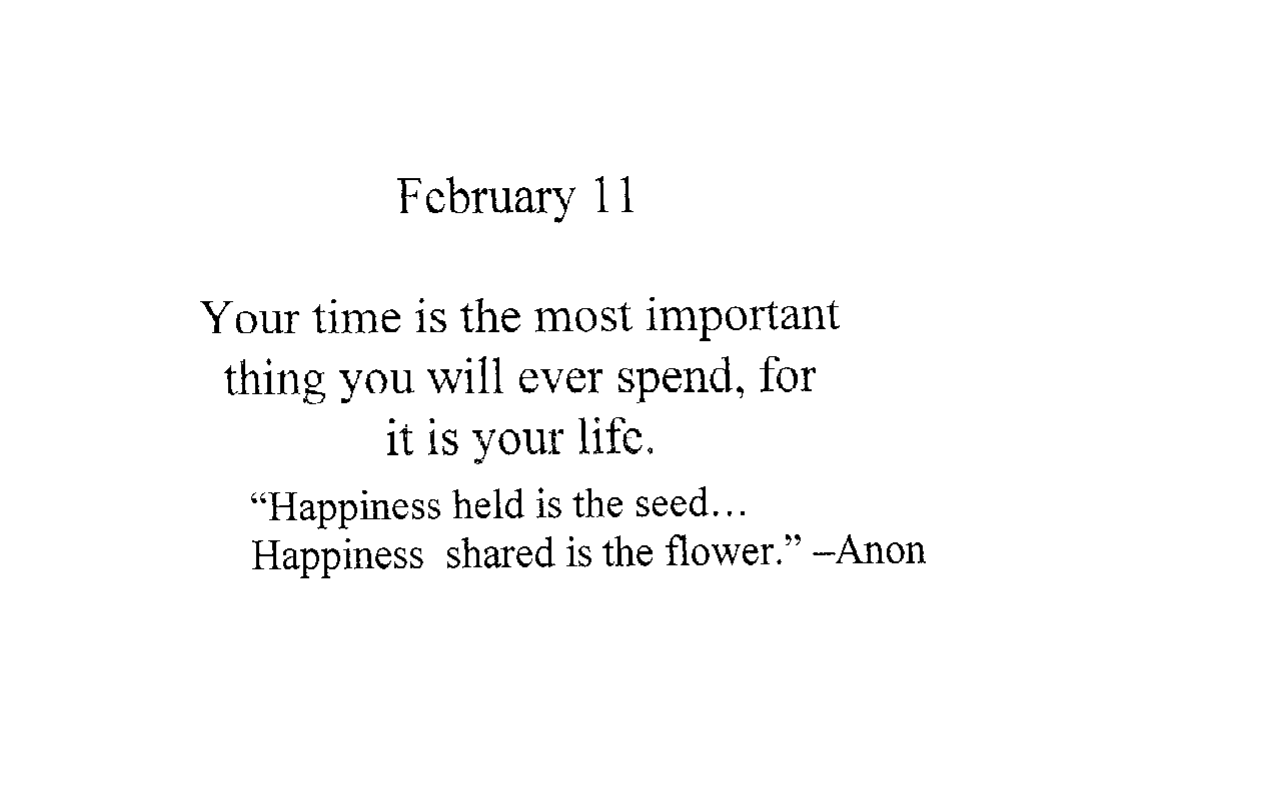 February 11
Your time is the most important
thing you will ever spend, for
it is your life.
“Happiness held is the seed…
Happiness  shared is the flower.” –Anon